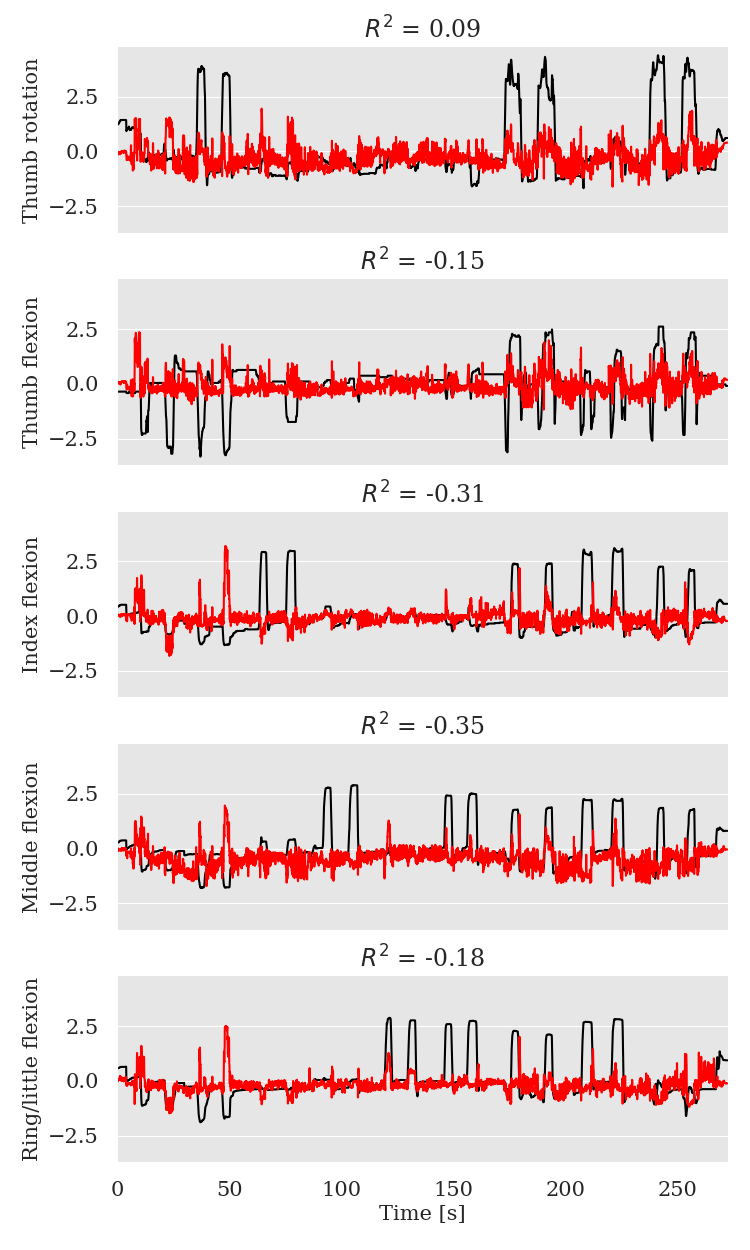 R² = 0.09
Thumb rotation
2.5
0.0
−2.5
R² = -0.15
Thumb flexion
2.5
0.0
−2.5
R² = -0.31
Index flexion
2.5
0.0
−2.5
R² = -0.35
Middle flexion
2.5
0.0
−2.5
R² = -0.18
Ring/little flexion
2.5
0.0
−2.5
0 50 100 150 200 250
Time [s]